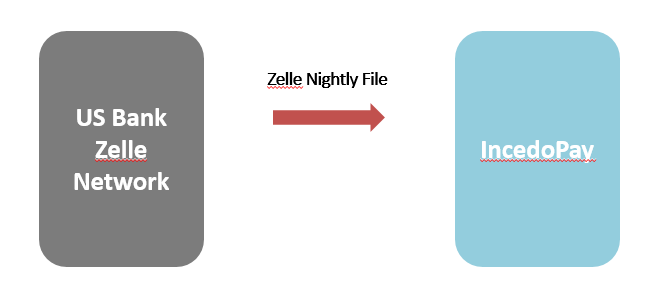 US Bank
Zelle
Network
Zelle Nightly File
IncedoPay